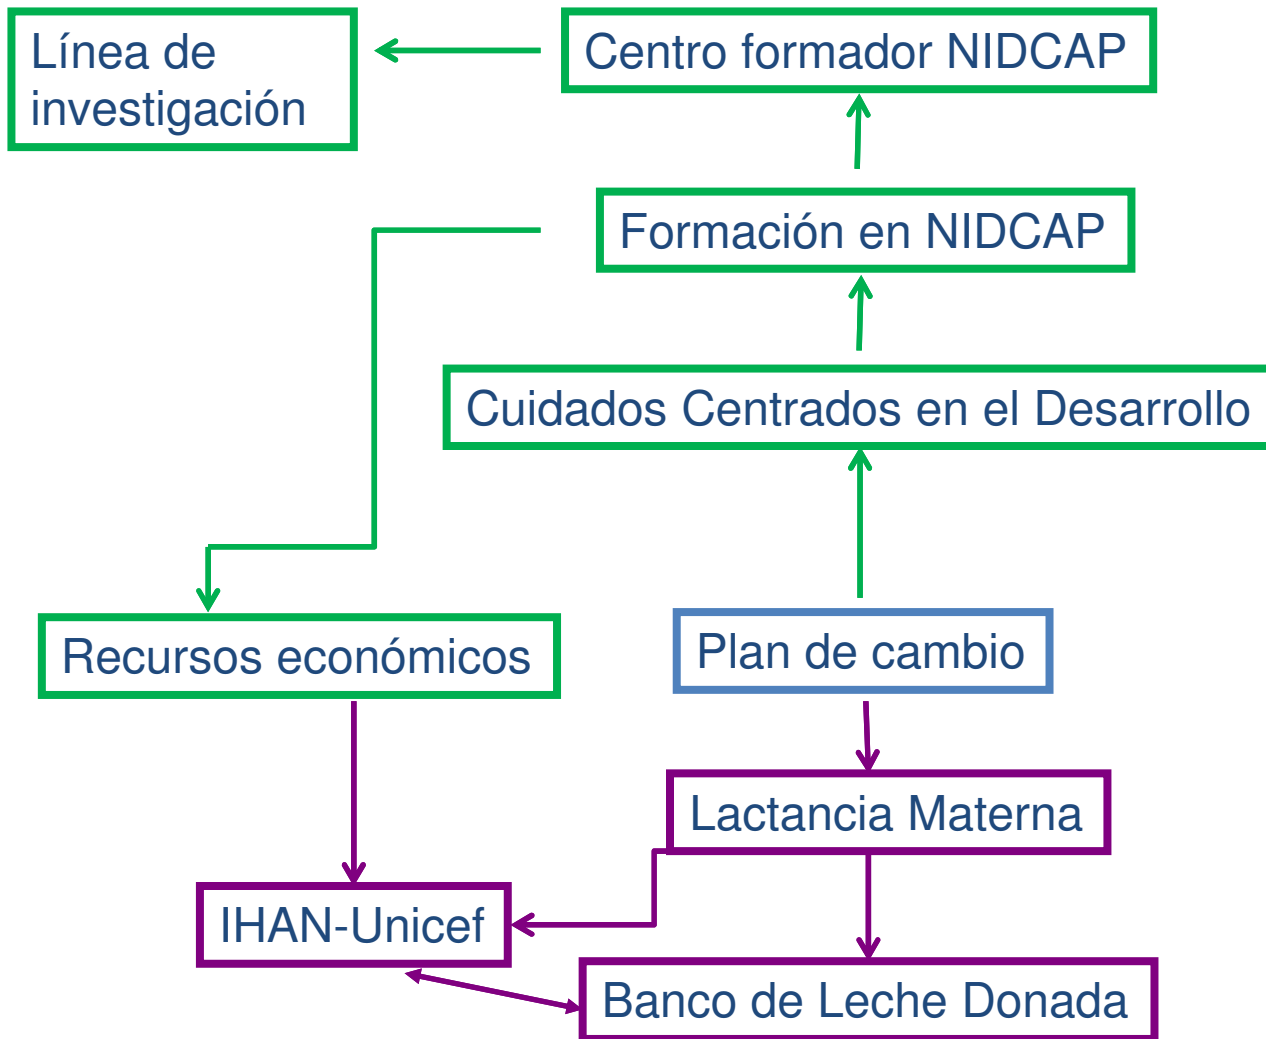 Línea de
investigación
Centro formador NIDCAP
Formación en NIDCAP
Cuidados Centrados en el Desarrollo
Recursos económicos
Plan de cambio
Lactancia Materna
IHAN-Unicef
Banco de Leche Donada